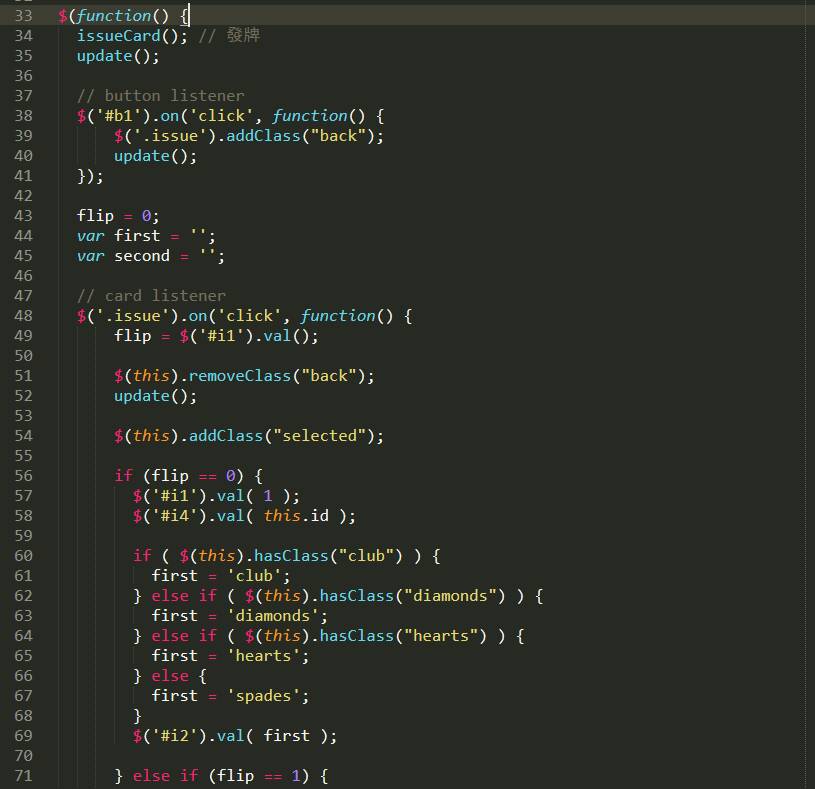 33 $(function() {
34 issueCard(); // 發牌
35 update();
36
37 // button listener
38 $('#b1').on('click', function() {
39 $('.issue').addClass("back");
40 update();
41 });
42
43 flip = 0;
44 var first = '';
45 var second = '';
46
47 // card listener
48 $('.issue').on('click', function() {
49 flip = $('#i1').val();
50
51 $(this).removeClass("back");
52 update();
53
54 $(this).addClass("selected");
55
56 if (flip == 0) {
57 $('#i1').val( 1 );
58 $('#i4').val( this.id );
59
60 if ( $(this).hasClass("club") ) {
61 first = 'club';
62 } else if ( $(this).hasClass("diamonds") ) {
63 first = 'diamonds';
64 } else if ( $(this).hasClass("hearts") ) {
65 first = 'hearts';
66 } else {
67 first = 'spades';
68 }
69 $('#i2').val( first );
70
71 } else if (flip == 1) {